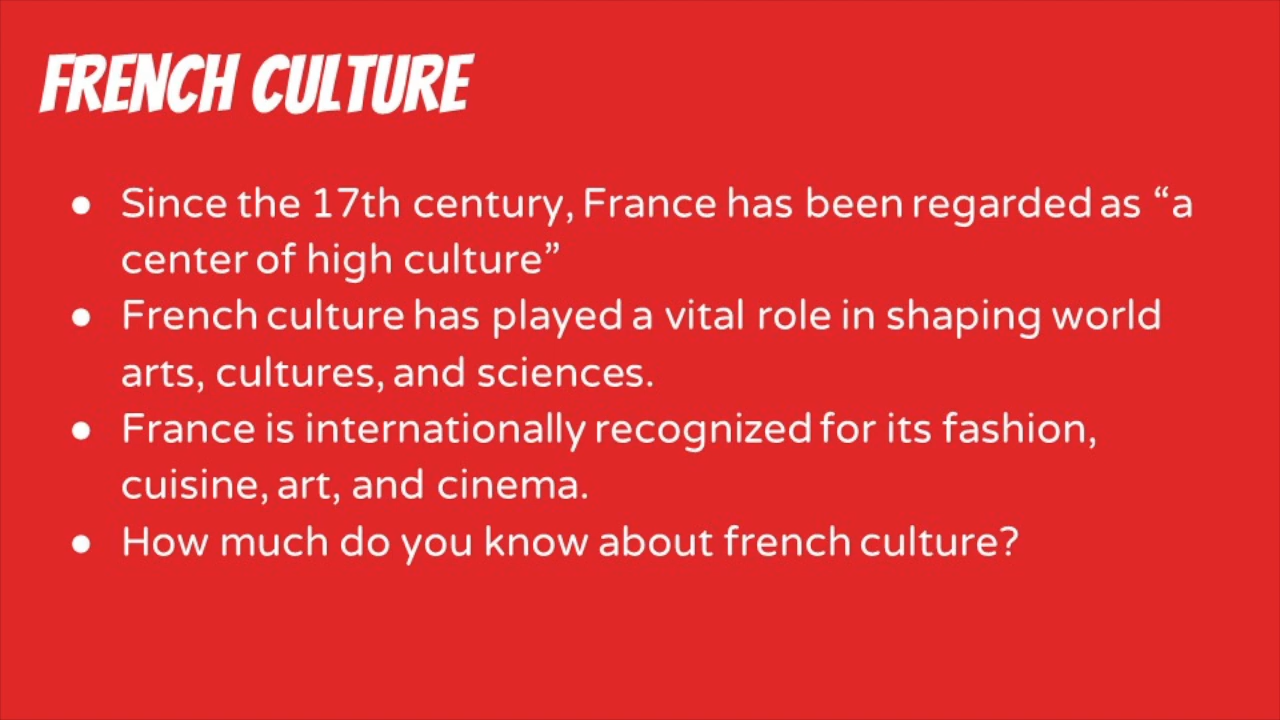 FRENCH CULTURE
● Since the 17th century, France has been regarded as “a
center of high culture”
● French culture has played a vital role in shaping world
arts, cultures, and sciences.
● France is internationally recognized for its fashion,
cuisine, art, and cinema.
● How much do you know about french culture?